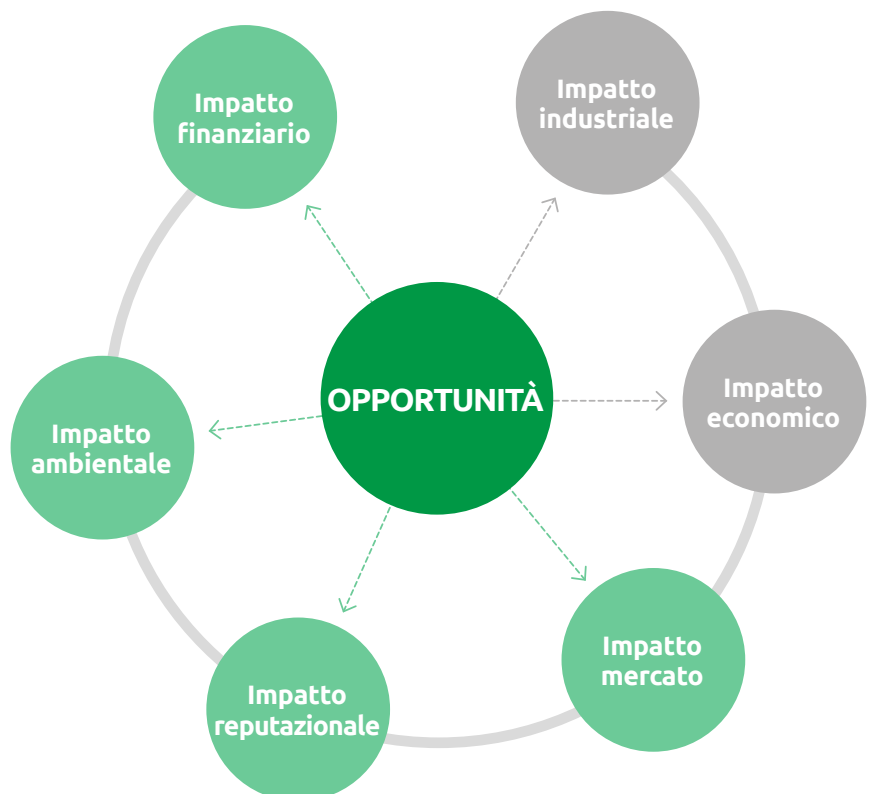 Impatto
finanziario
Impatto
industriale
OPPORTUNITÀ
Impatto
economico
Impatto
ambientale
Impatto
mercato
Impatto
reputazionale